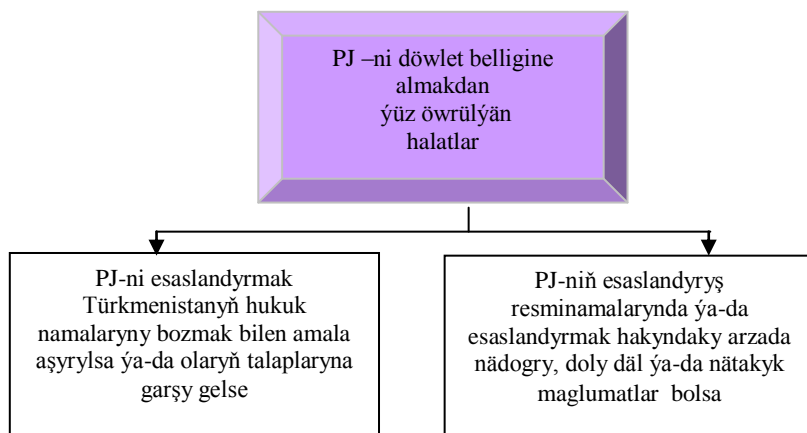 PJ –ni döwlet belligine
almakdan
ýüz öwrülýän
halatlar
PJ-ni esaslandyrmak
Türkmenistanyň hukuk
namalaryny bozmak bilen amala
aşyrylsa ýa-da olaryň talaplaryna
garşy gelse
PJ-niň esaslandyryş
resminamalarynda ýa-da
esaslandyrmak hakyndaky arzada
nädogry, doly däl ýa-da nätakyk
maglumatlar bolsa